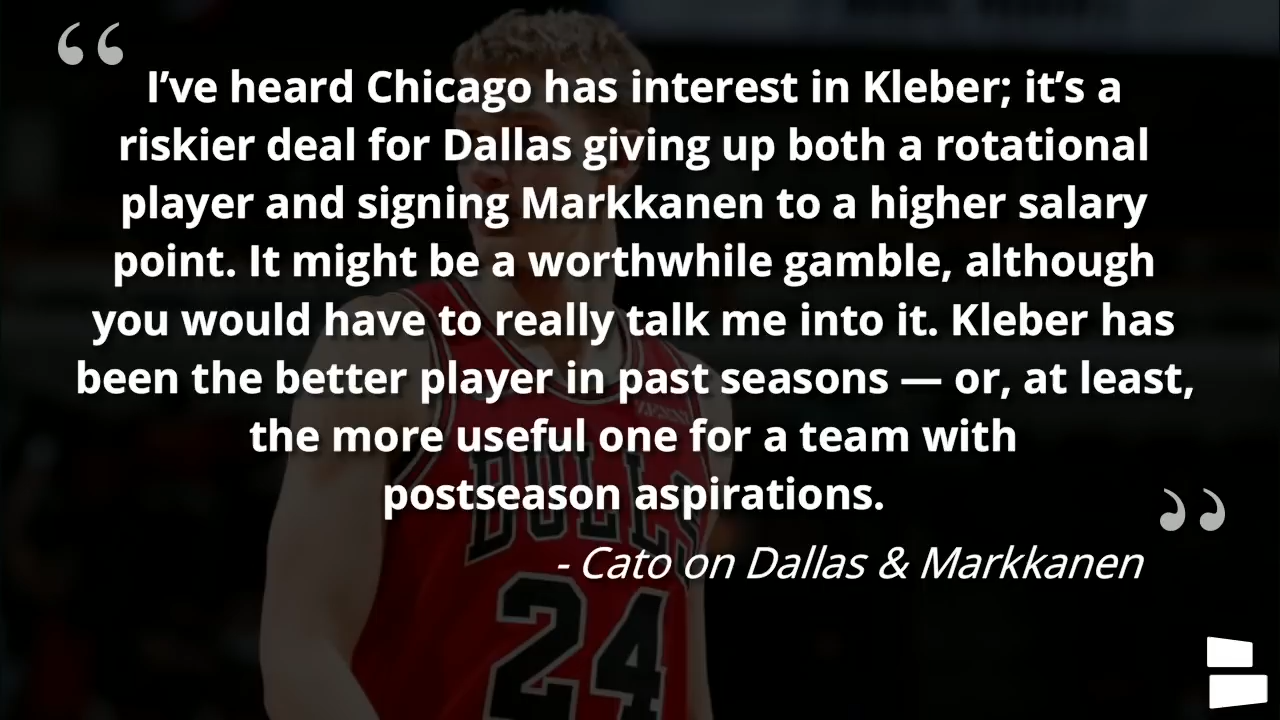 “
I’ve heard Chicago has interest in Kleber; it’s a
riskier deal for Dallas giving up both a rotational
player and signing Markkanen to a higher salary
point. It might be a worthwhile gamble, although
you would have to really talk me into it. Kleber has
been the better player in past seasons — or, at least,
the more useful one for a team with
postseason aspirations.
”
- Cato on Dallas & Markkanen
BULLS
24